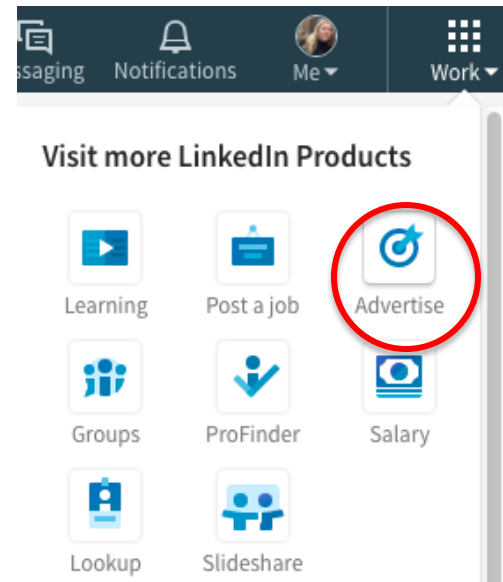 ssaging Notifications Me Work
Visit more LinkedIn Products
Learning Post a job Advertise
Groups ProFinder Salary
Lookup Slideshare